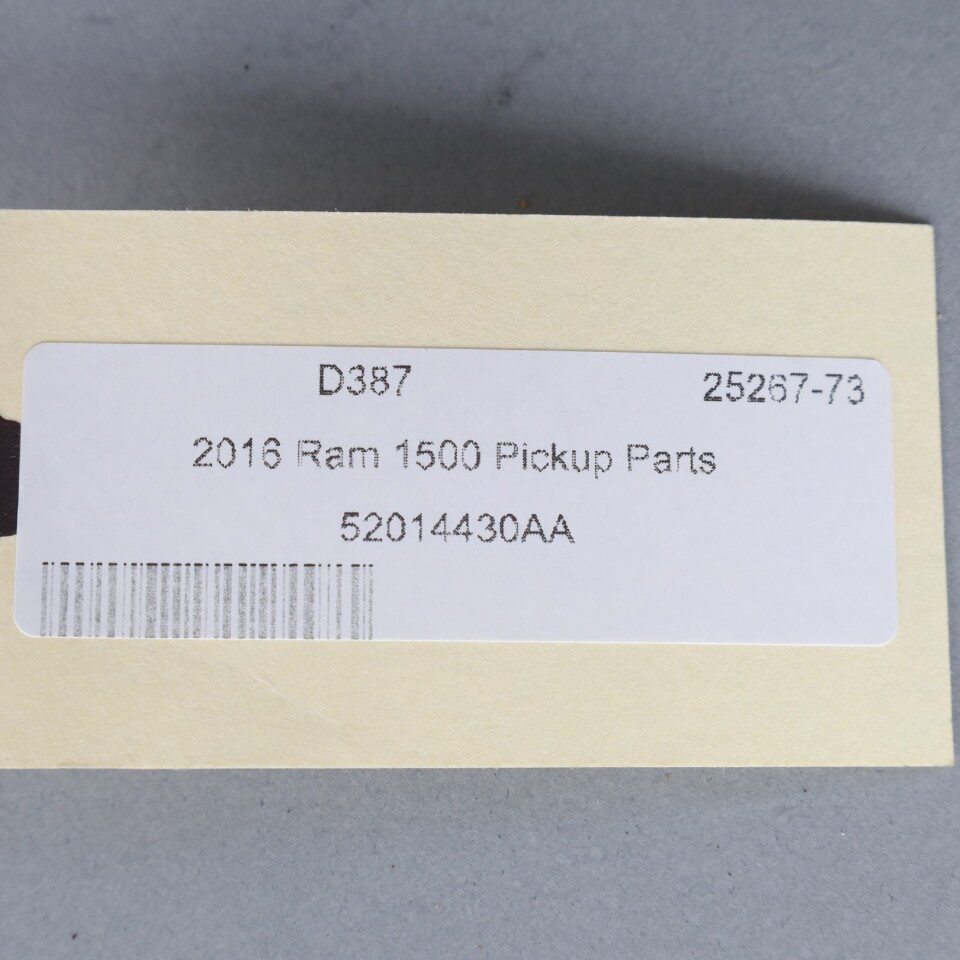 D387 25267-73
2016 Ram 1500 Pickup Parts
52014430AA